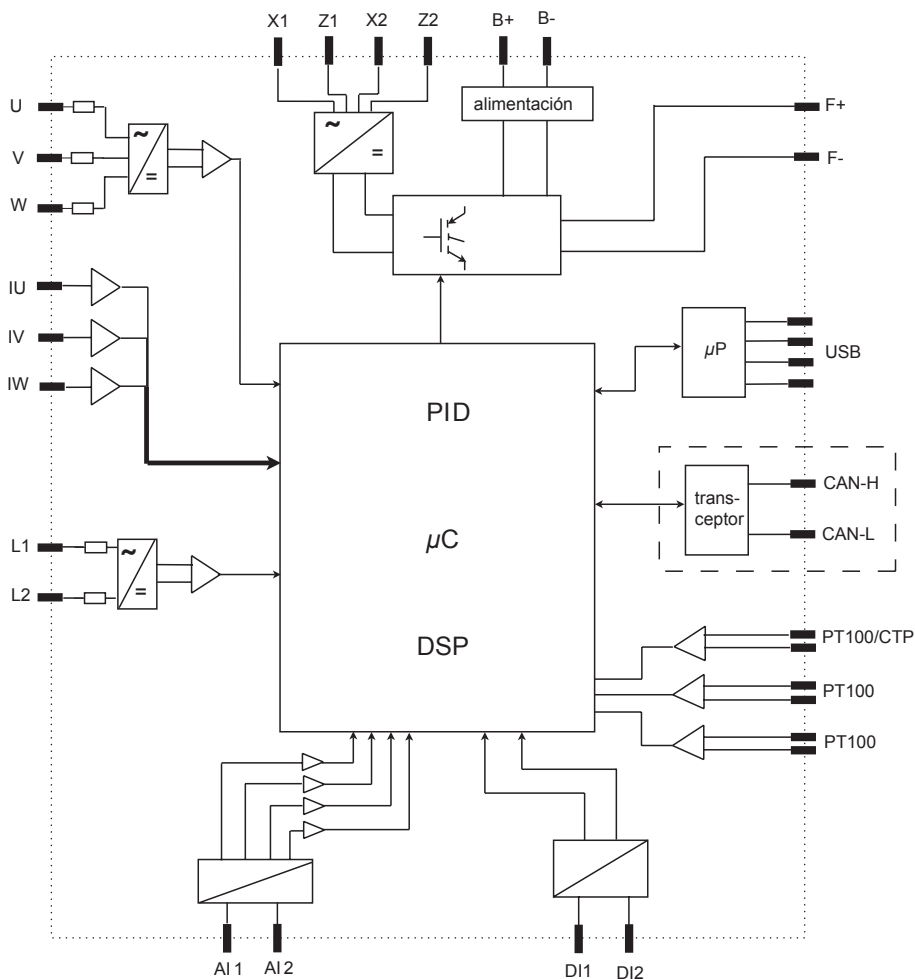 X1 Z1 X2 Z2 B+ B-
alimentación
U
V
W
~
=
~
=
F+
F-
IU
IV
IW
PID
µC
DSP
µP
USB
trans-
ceptor
CAN-H
CAN-L
L1
L2
~
=
PT100/CTP
PT100
PT100
AI 1 AI 2
DI1 DI2